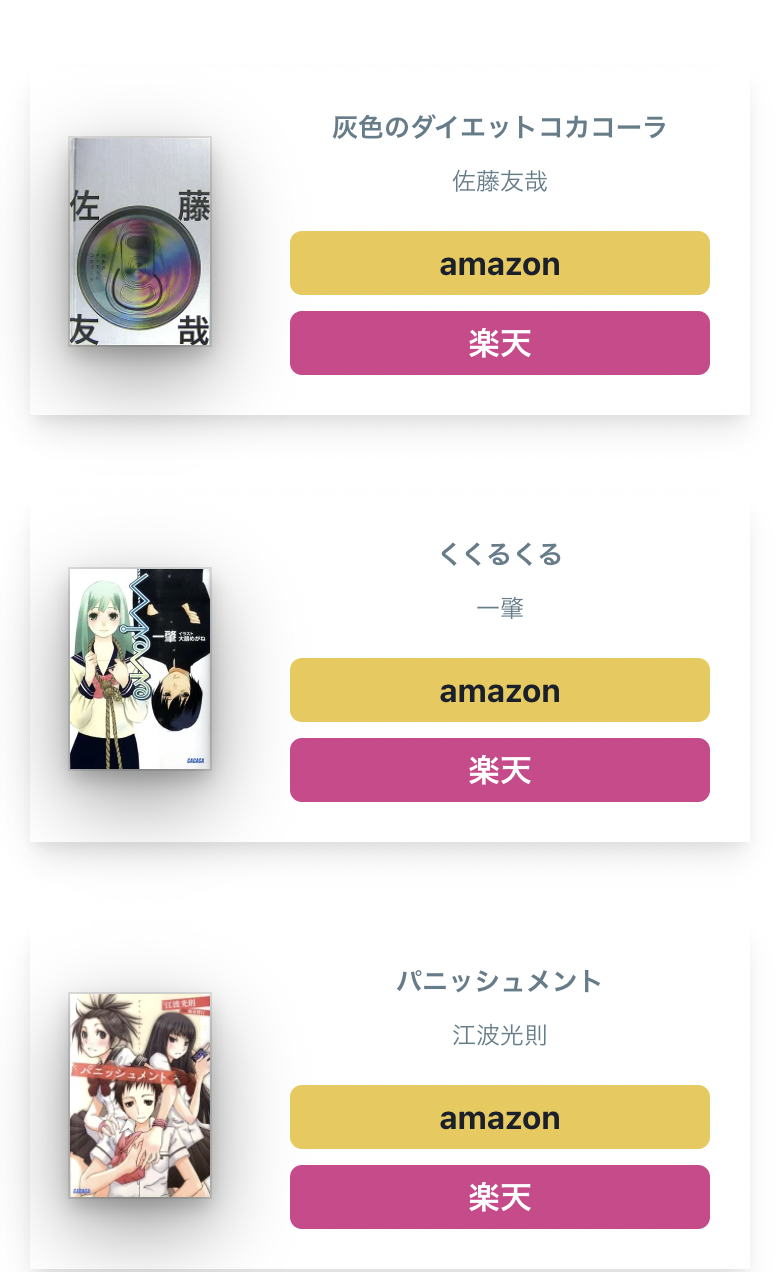 灰色のダイエットコカコーラ
佐藤友哉
佐藤
友哉
amazon
楽天
くくるくる
一肇
くくるくる
一肇
イラスト
大語めがね
GAGAGA
amazon
楽天
パニッシュメント
江波光則
江波光則
パニッシュメント
GAGAGA
amazon
楽天